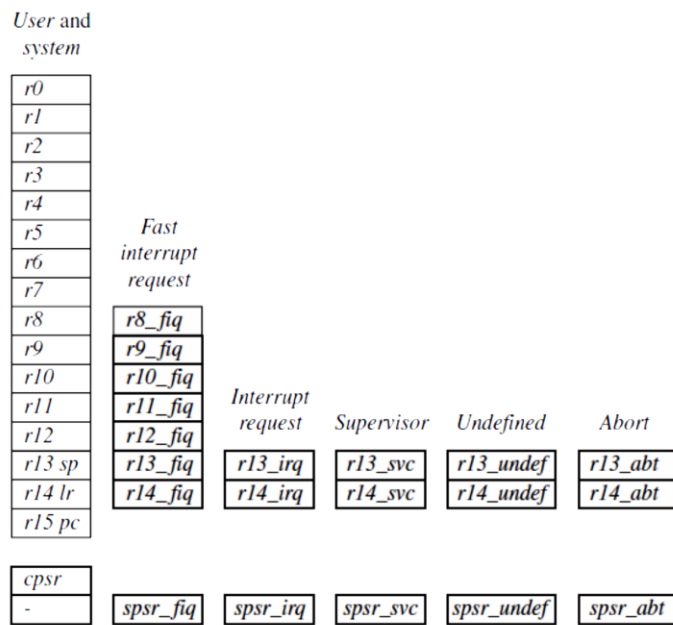 User and
system
r0
r1
r2
r3
r4
r5
r6
r7
r8
r9
r10
r11
r12
r13 sp
r14 lr
r15 pc
cpsr
-
Fast
interrupt
request
r8_fiq
r9_fiq
r10_fiq
r11_fiq
r12_fiq
r13_fiq
r14_fiq
spsr_fiq
Interrupt
request
r13_irq
r14_irq
spsr_irq
Supervisor
r13_svc
r14_svc
spsr_svc
Undefined
r13_undef
r14_undef
spsr_undef
Abort
r13_abt
r14_abt
spsr_abt